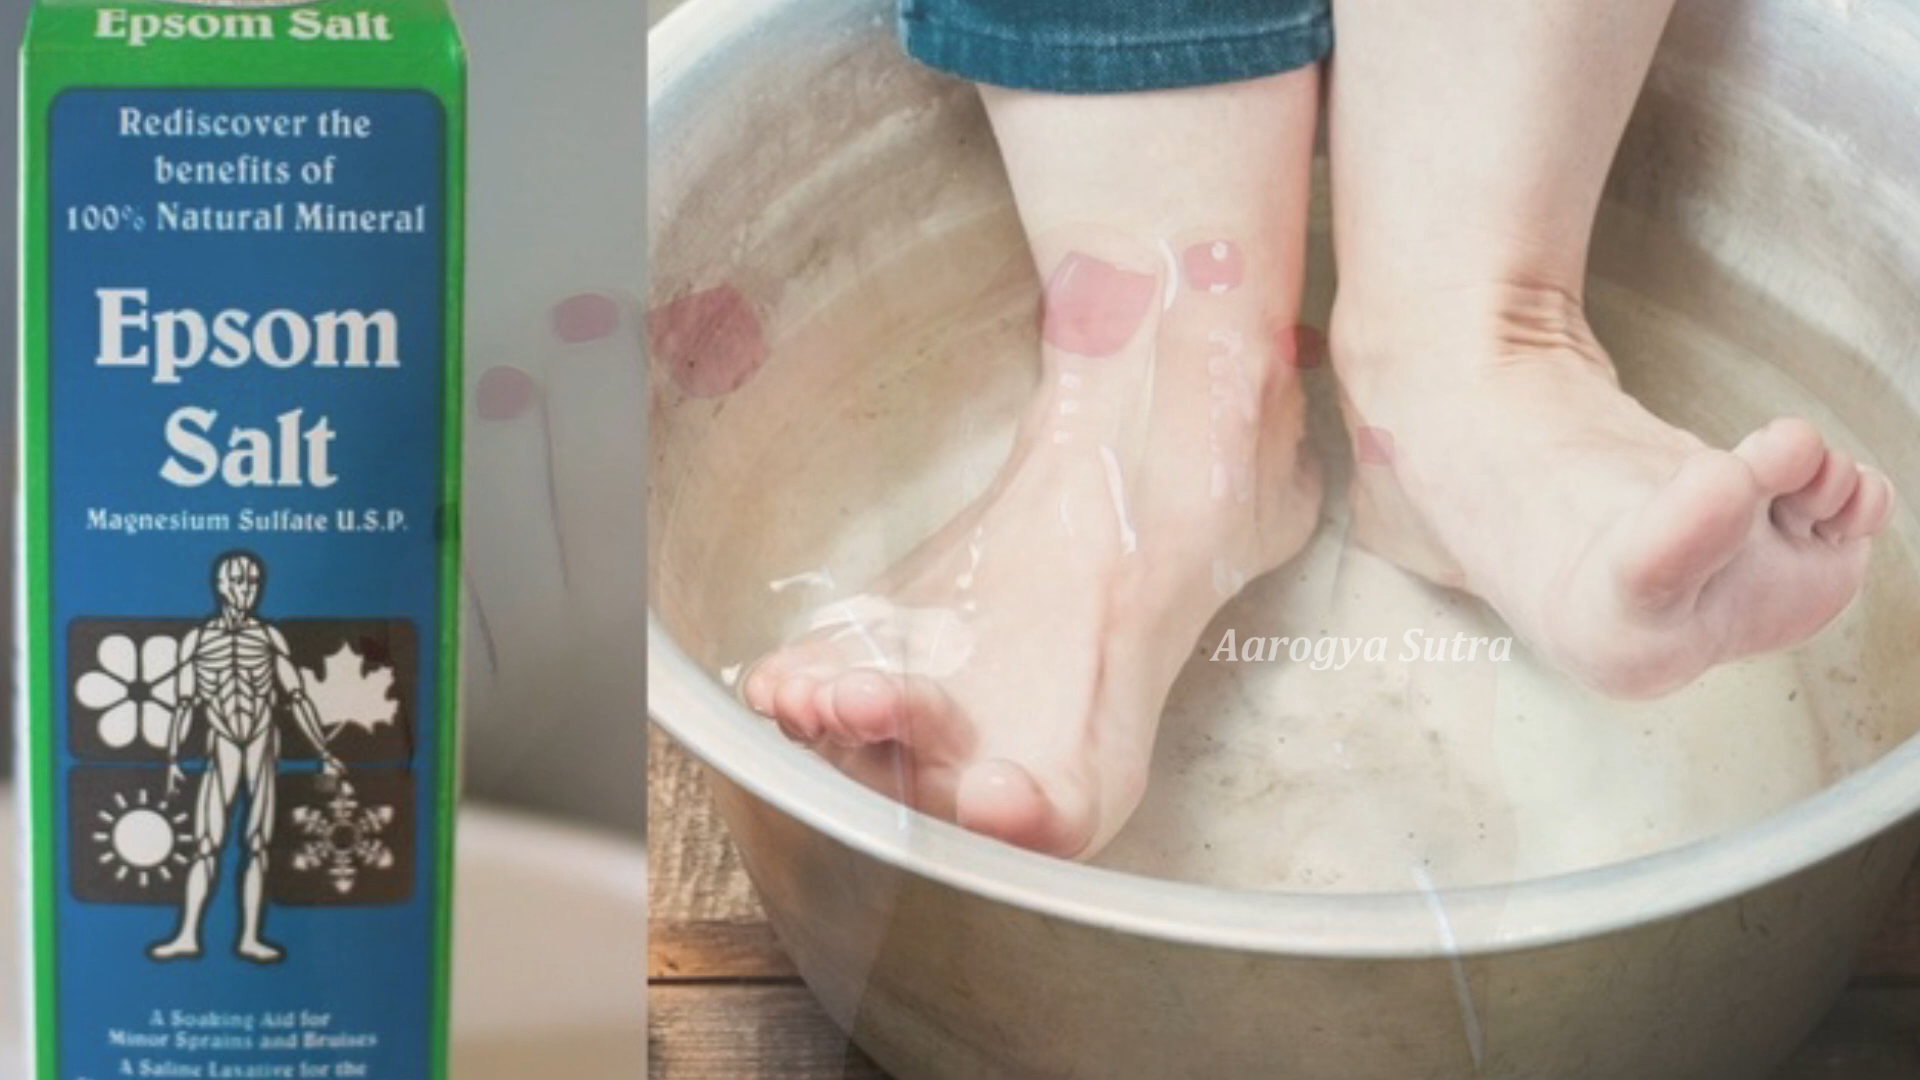 Epsom Salt
Rediscover the
benefits of
100% Natural Mineral
Epsom
Salt
Magnesium Sulfate U.S.P.
A Soaking Aid for
Minor Sprains and Bruises
A Saline Laxative for the
Aarogya Sutra